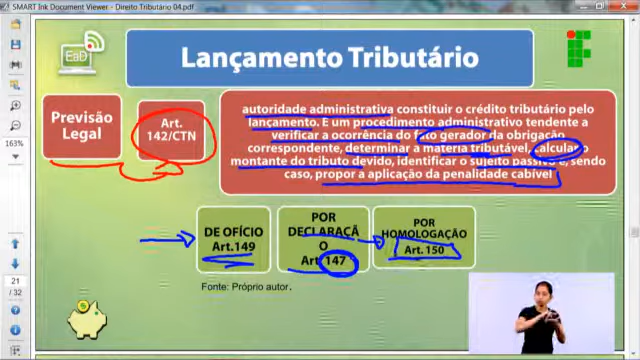 SMART Ink Document Viewer - Direito Tributário 04.pdf
EaD
Lançamento Tributário
Previsão
Legal
Art.
142/CTN
autoridade administrativa constituir o crédito tributário pelo
lançamento. E um procedimento administrativo tendente a
verificar a ocorrência do fato gerador da obrigação
correspondente, determinar a materia tributável, calcular o
montante do tributo devido, identificar o sujeito passivo e, sendo
caso, propor a aplicação da penalidade cabível
DE OFÍCIO
Art.149
POR
DECLARAÇÃ
O
Art. 147
POR
HOMOLOGAÇÃO
Art. 150
Fonte: Próprio autor.
163%
21
/ 32